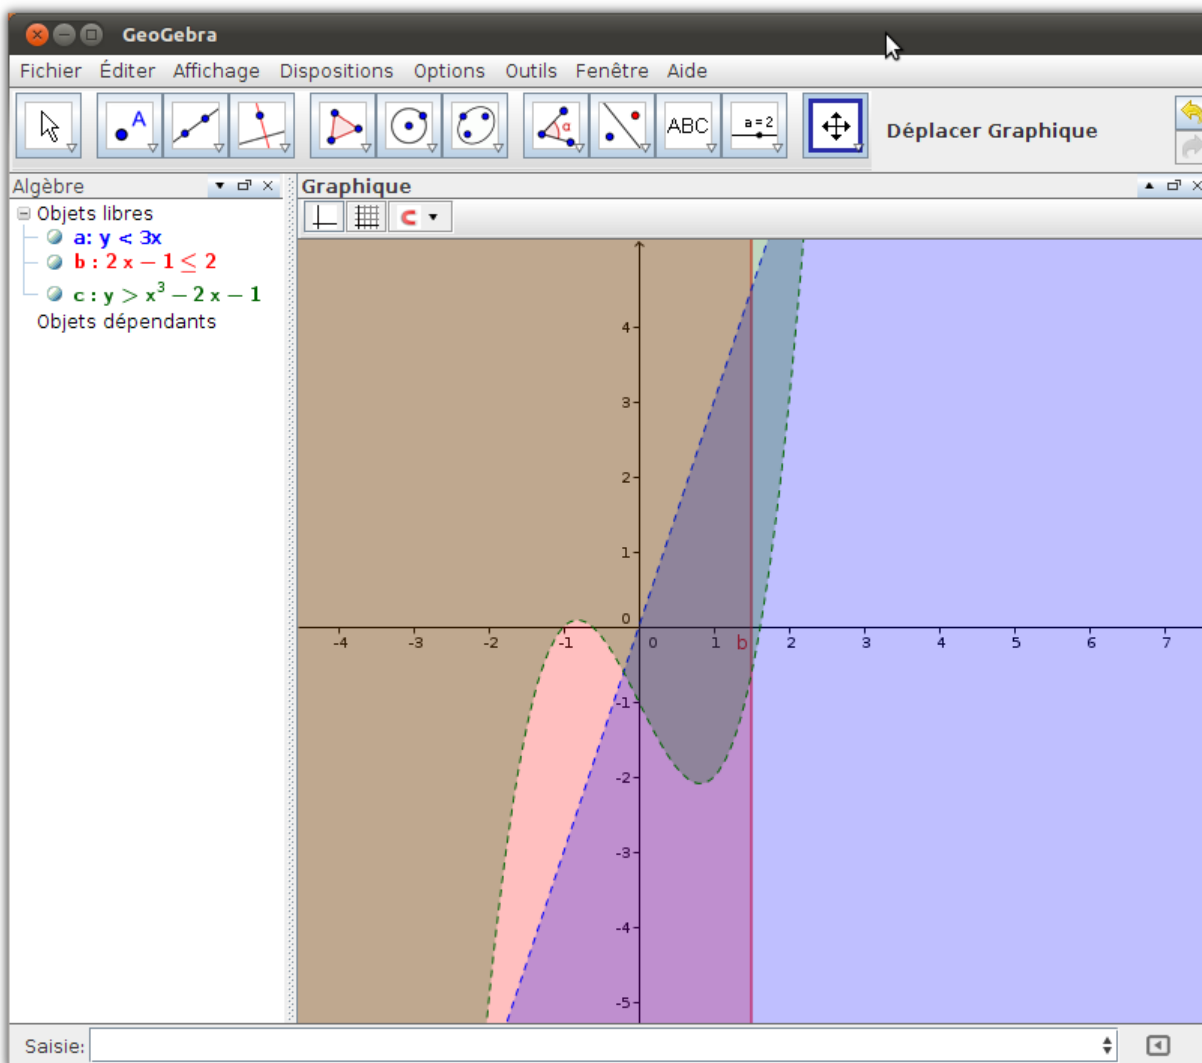 GeoGebra
Fichier Éditer Affichage Dispositions Options Outils Fenêtre Aide
A α ABC a=2 Déplacer Graphique
Algèbre
Graphique
Objets libres
a: y < 3x
b : 2 x − 1 ≤ 2
c : y > x³ − 2 x − 1
Objets dépendants
4
3
2
1
0
-4 -3 -2 -1 0 1 b 2 3 4 5 6 7
-1
-2
-3
-4
-5
Saisie: